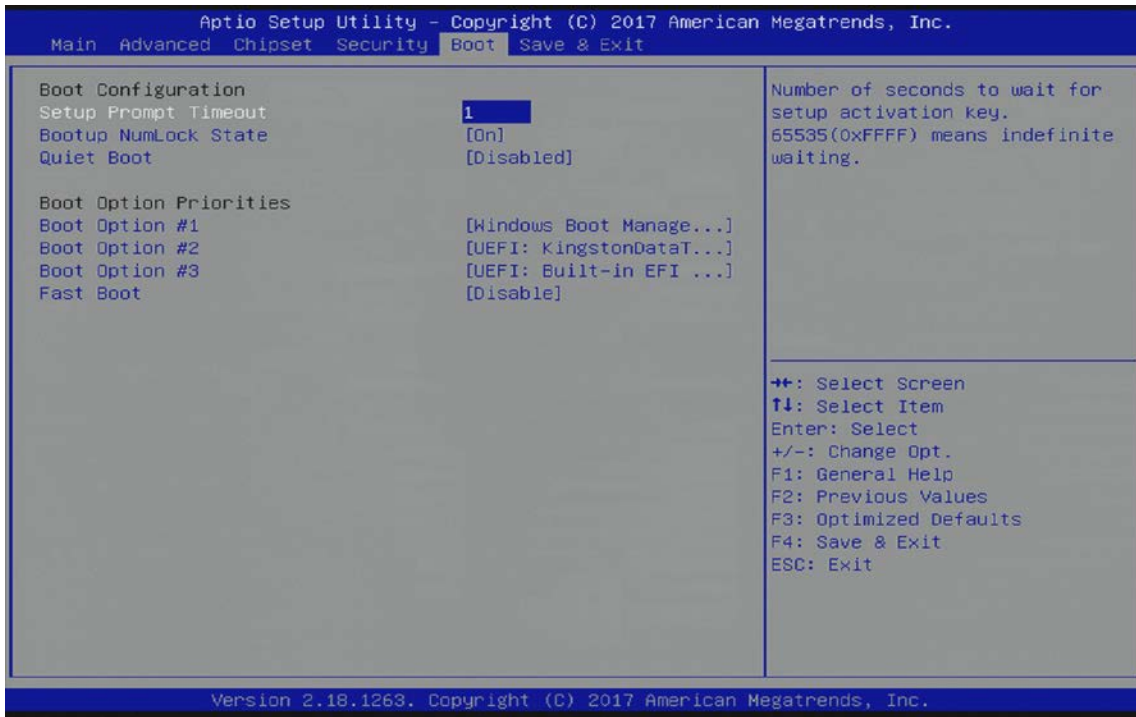 Aptio Setup Utility - Copyright (C) 2017 American Megatrends, Inc.
Main Advanced Chipset Security Boot Save & Exit
Boot Configuration
Setup Prompt Timeout 1
Bootup NumLock State [On]
Quiet Boot [Disabled]
Boot Option Priorities
Boot Option #1 [Windows Boot Manage...]
Boot Option #2 [UEFI: KingstonDataT...]
Boot Option #3 [UEFI: Built-in EFI ...]
Fast Boot [Disable]
Number of seconds to wait for
setup activation key.
65535(0xFFFF) means indefinite
waiting.
→←: Select Screen
↑↓: Select Item
Enter: Select
+/-: Change Opt.
F1: General Help
F2: Previous Values
F3: Optimized Defaults
F4: Save & Exit
ESC: Exit
Version 2.18.1263. Copyright (C) 2017 American Megatrends, Inc.